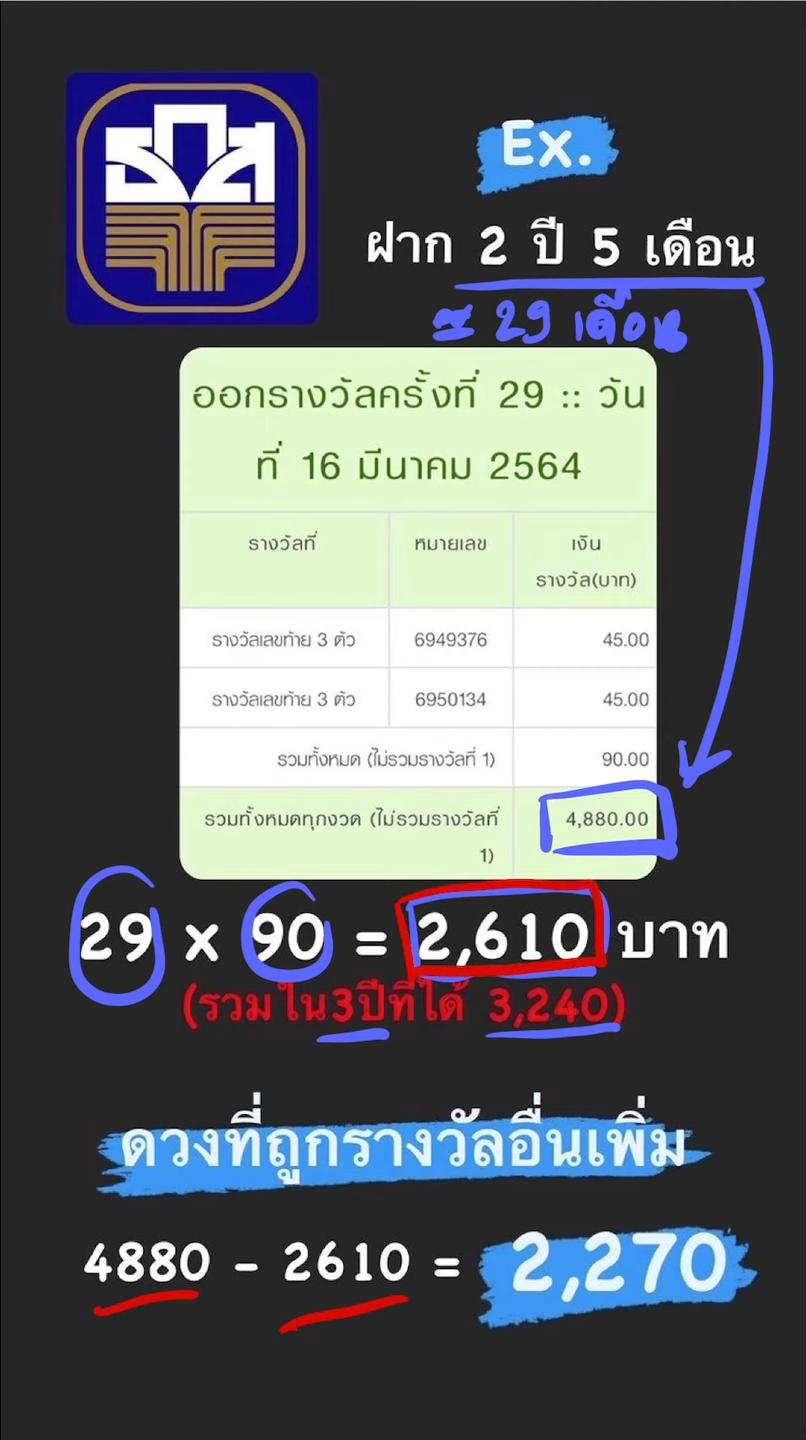 ธกส
Ex.
ฝาก 2 ปี 5 เดือน
≈ 29 เดือน
ออกรางวัลครั้งที่ 29 :: วัน
ที่ 16 มีนาคม 2564
รางวัลที่ หมายเลข เงิน
รางวัล(บาท)
รางวัลเลขท้าย 3 ตัว 6949376 45.00
รางวัลเลขท้าย 3 ตัว 6950134 45.00
รวมทั้งหมด (ไม่รวมรางวัลที่ 1) 90.00
รวมทั้งหมดทุกงวด (ไม่รวมรางวัลที่ 4,880.00
1)
29 x 90 = 2,610 บาท
(รวมใน3ปีที่ได้ 3,240)
ดวงที่ถูกรางวัลอื่นเพิ่ม
4880 - 2610 = 2,270